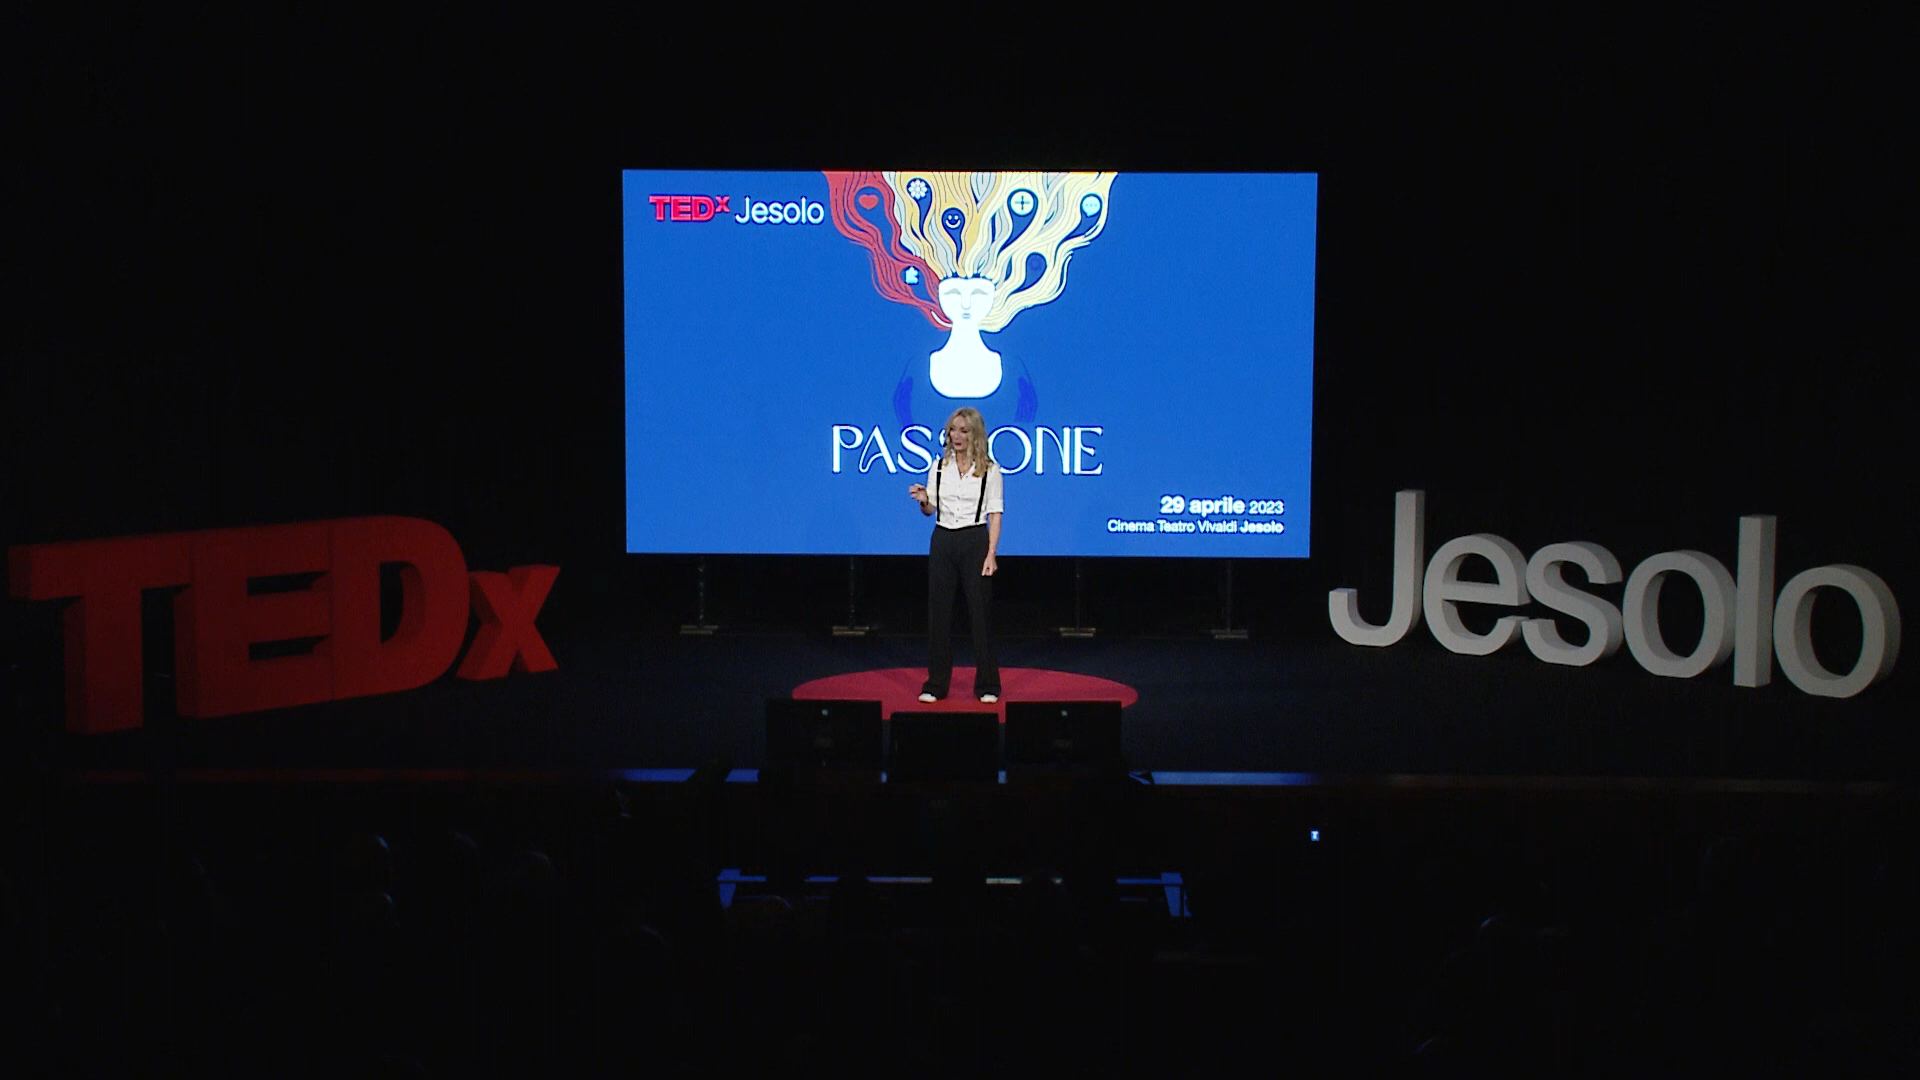 TEDx Jesolo
PASSIONE
29 aprile 2023
Cinema Teatro Vivaldi Jesolo
TEDx
Jesolo